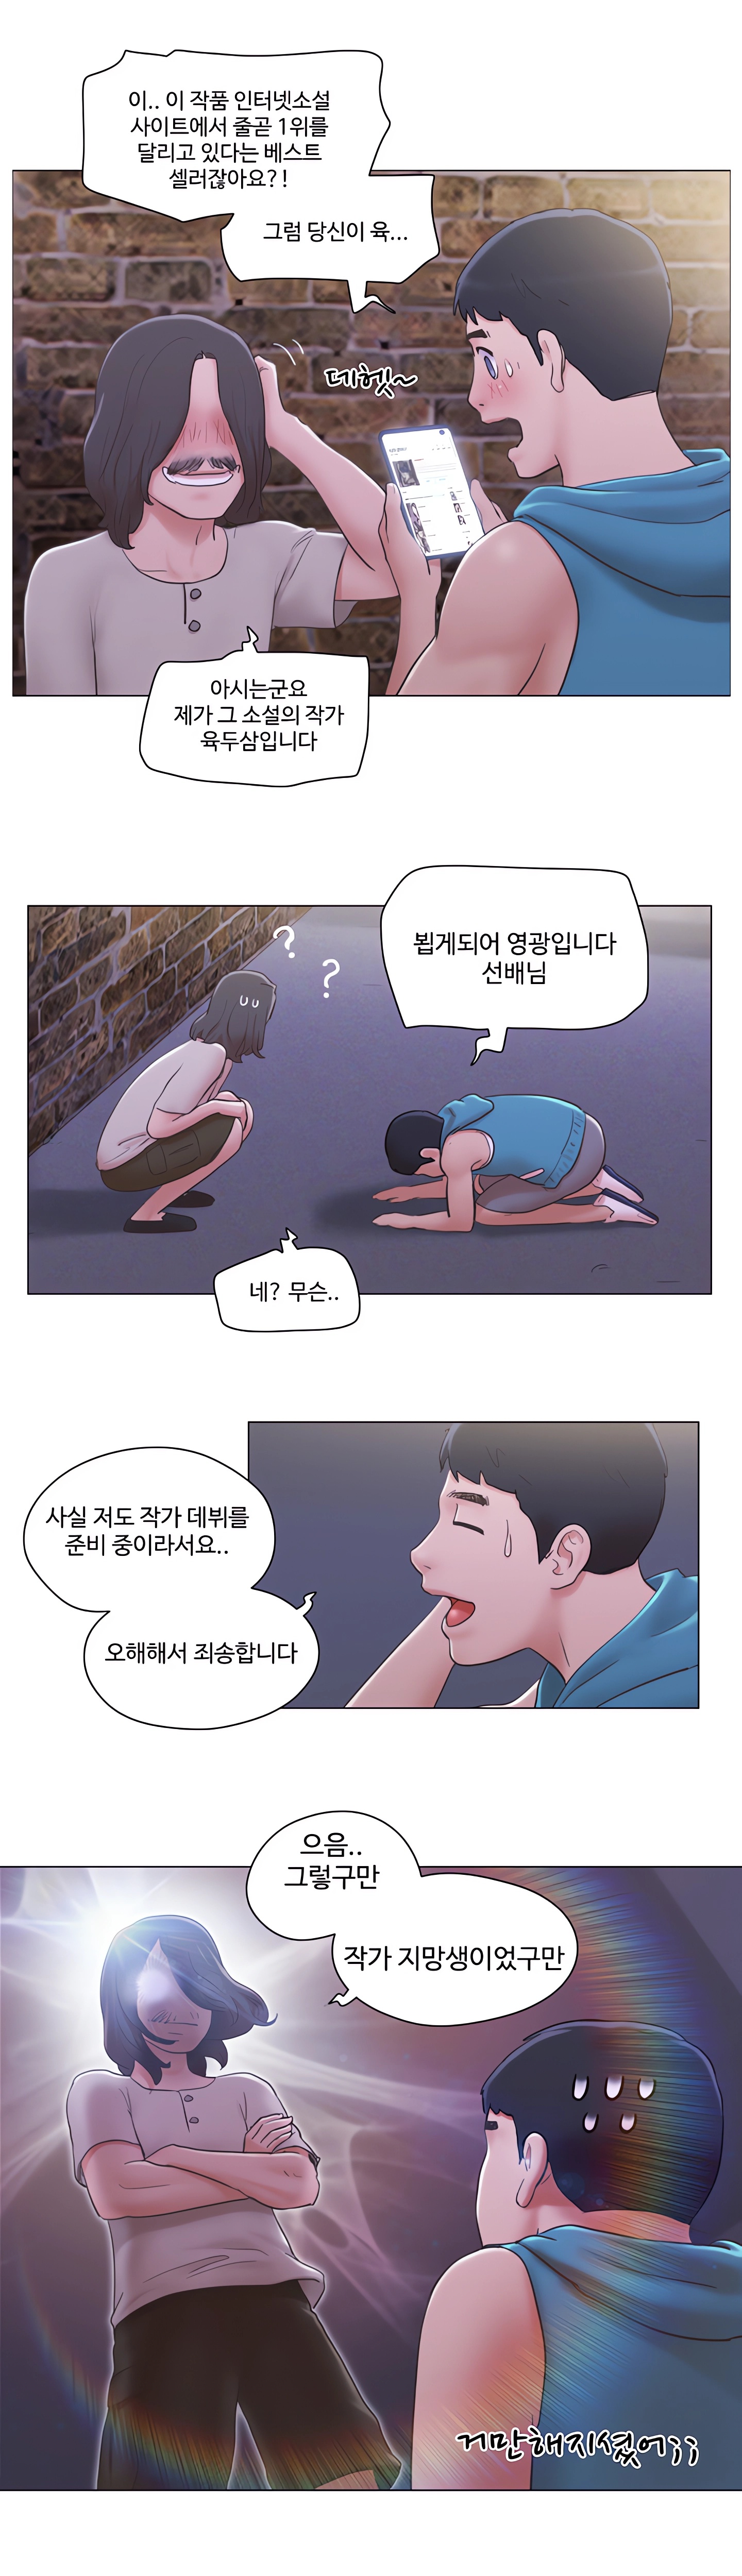 이.. 이 작품 인터넷소설
사이트에서 줄곧 1위를
달리고 있다는 베스트
셀러잖아요?!
그럼 당신이 육...
데헷~
아시는군요
제가 그 소설의 작가
육두삼입니다
?
?
뵙게되어 영광입니다
선배님
네? 무슨..
사실 저도 작가 데뷔를
준비 중이라서요..
오해해서 죄송합니다
으음..
그렇구만
작가 지망생이었구만
거만해지셨어;;